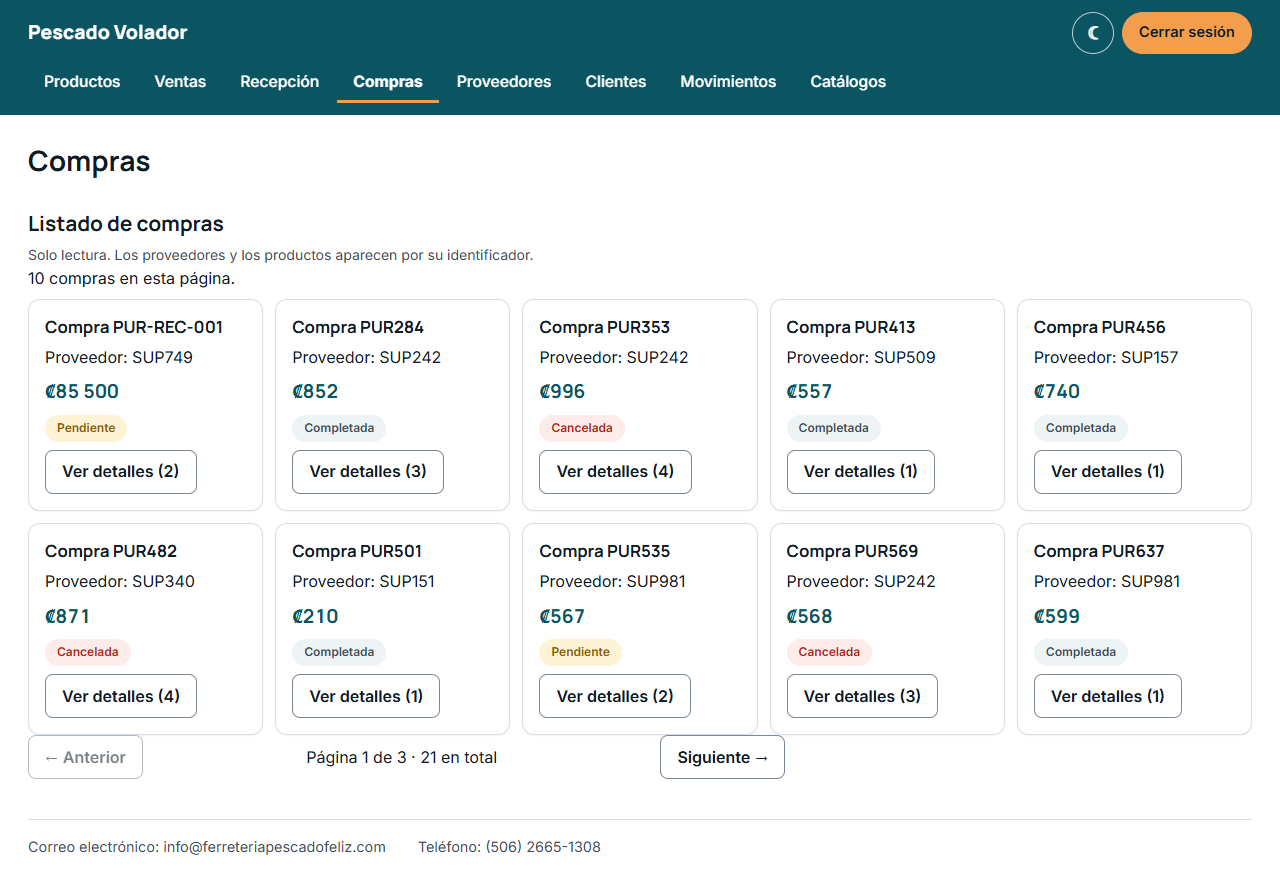 Pescado Volador
Cerrar sesión
Productos Ventas Recepción Compras Proveedores Clientes Movimientos Catálogos
Compras
Listado de compras
Solo lectura. Los proveedores y los productos aparecen por su identificador.
10 compras en esta página.
Compra PUR-REC-001
Proveedor: SUP749
₡85 500
Pendiente
Ver detalles (2)
Compra PUR284
Proveedor: SUP242
₡852
Completada
Ver detalles (3)
Compra PUR353
Proveedor: SUP242
₡996
Cancelada
Ver detalles (4)
Compra PUR413
Proveedor: SUP509
₡557
Completada
Ver detalles (1)
Compra PUR456
Proveedor: SUP157
₡740
Completada
Ver detalles (1)
Compra PUR482
Proveedor: SUP340
₡871
Cancelada
Ver detalles (4)
Compra PUR501
Proveedor: SUP151
₡210
Completada
Ver detalles (1)
Compra PUR535
Proveedor: SUP981
₡567
Pendiente
Ver detalles (2)
Compra PUR569
Proveedor: SUP242
₡568
Cancelada
Ver detalles (3)
Compra PUR637
Proveedor: SUP981
₡599
Completada
Ver detalles (1)
← Anterior
Página 1 de 3 · 21 en total
Siguiente →
Correo electrónico: info@ferreteriapescadofeliz.com Teléfono: (506) 2665-1308